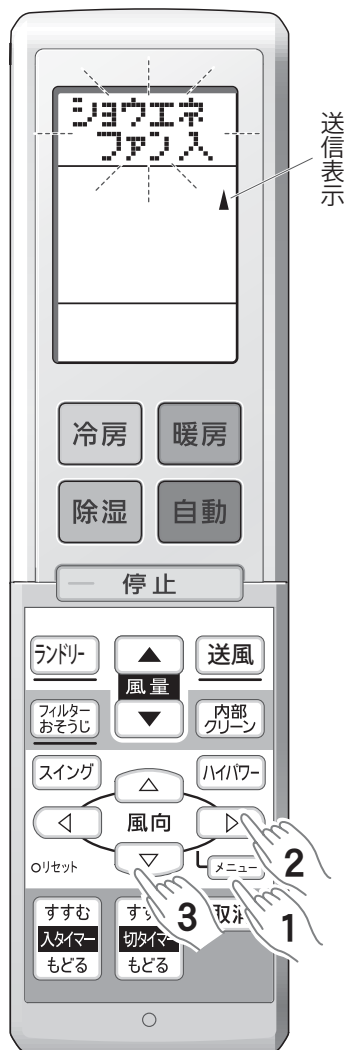 ショウエネ
ファン入
送信表示
冷房
暖房
除湿
自動
停止
ランドリー
▲
風量
▼
送風
フィルター
おそうじ
内部
クリーン
スイング
ハイパワー
△
◁
風向
▷
▽
リセット
メニュー
2
3
1
すすむ
入タイマー
もどる
切タイマー
もどる